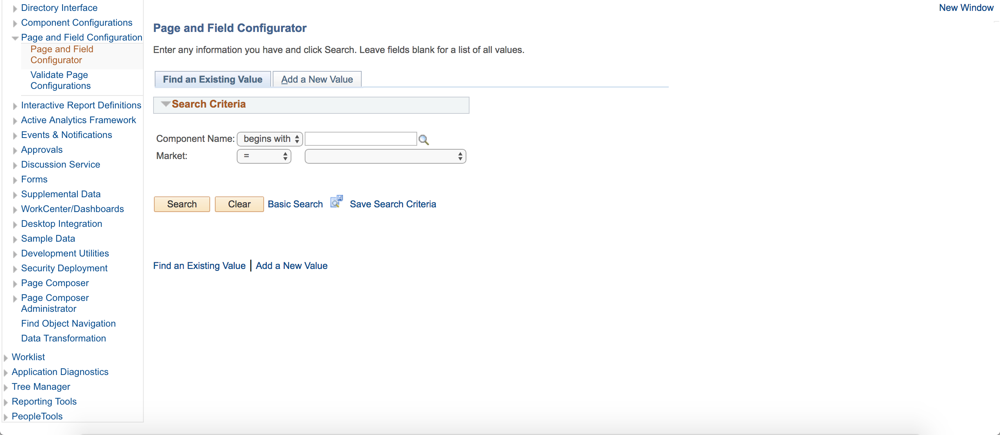 Directory Interface
Component Configurations
Page and Field Configuration
Page and Field
Configurator
Validate Page
Configurations
Interactive Report Definitions
Active Analytics Framework
Events & Notifications
Approvals
Discussion Service
Forms
Supplemental Data
WorkCenter/Dashboards
Desktop Integration
Sample Data
Development Utilities
Security Deployment
Page Composer
Page Composer
Administrator
Find Object Navigation
Data Transformation
Worklist
Application Diagnostics
Tree Manager
Reporting Tools
PeopleTools
New Window
Page and Field Configurator
Enter any information you have and click Search. Leave fields blank for a list of all values.
Find an Existing Value Add a New Value
Search Criteria
Component Name: begins with
Market: =
Search Clear Basic Search Save Search Criteria
Find an Existing Value | Add a New Value